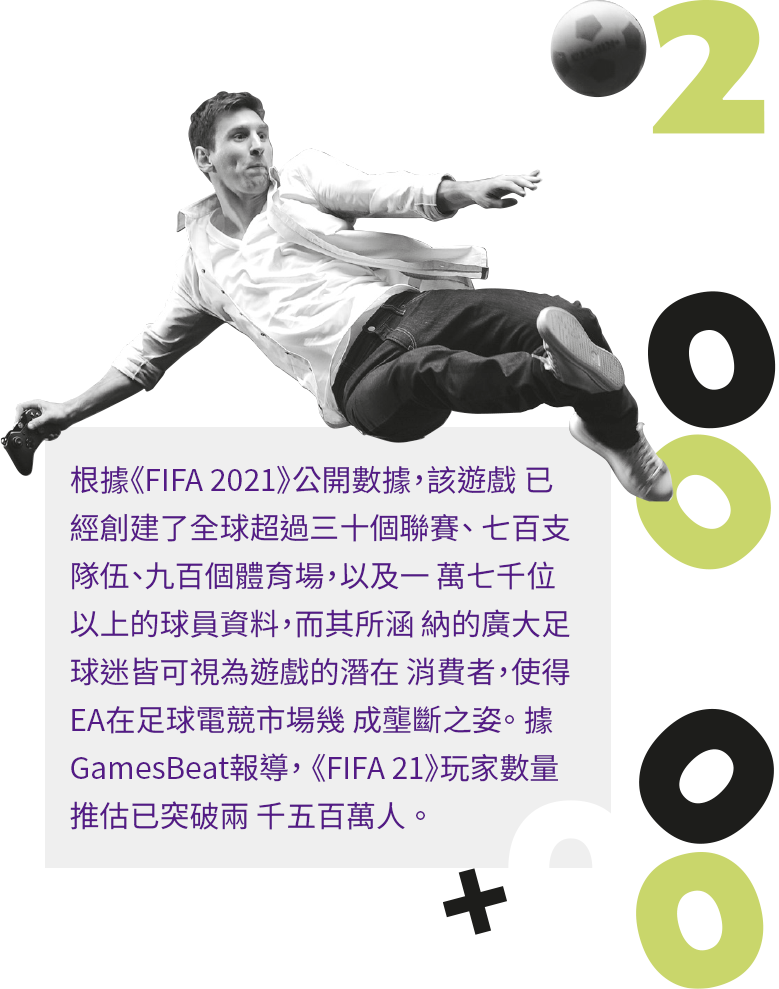 2
0
0
0
0
根據《FIFA 2021》公開數據，該遊戲 已
經創建了全球超過三十個聯賽、 七百支
隊伍、九百個體育場，以及一 萬七千位
以上的球員資料，而其所涵 納的廣大足
球迷皆可視為遊戲的潛在 消費者，使得
EA在足球電競市場幾 成壟斷之姿。 據
GamesBeat報導， 《FIFA 21》玩家數量
推估已突破兩 千五百萬人 。
+